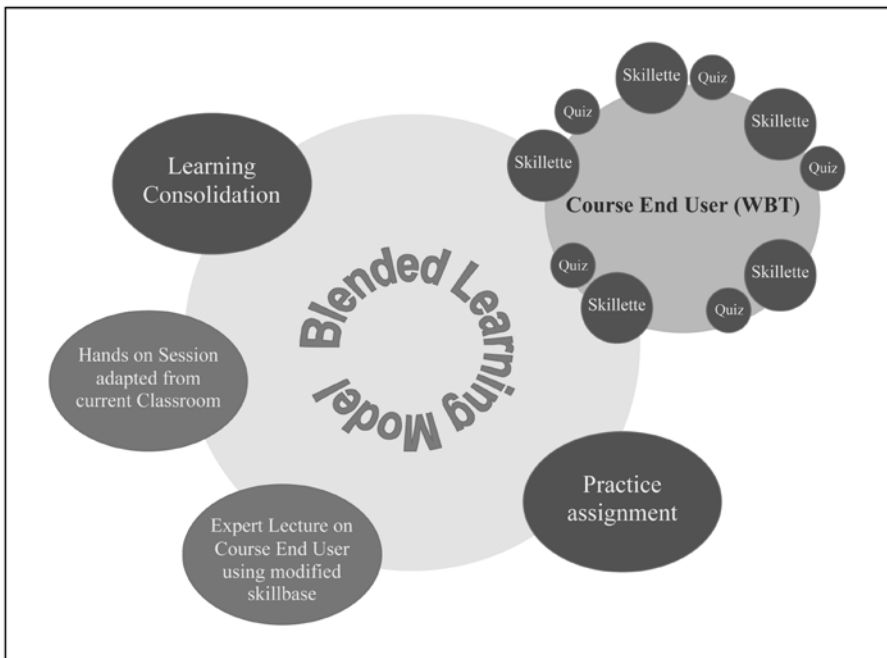 Skillette
Quiz
Quiz
Skillette
Skillette
Quiz
Skillette
Course End User (WBT)
Quiz
Skillette
Skillette
Quiz
Learning
Consolidation
Blended Learning Model
Hands on Session
adapted from
current Classroom
Expert Lecture on
Course End User
using modified
skillbase
Practice
assignment